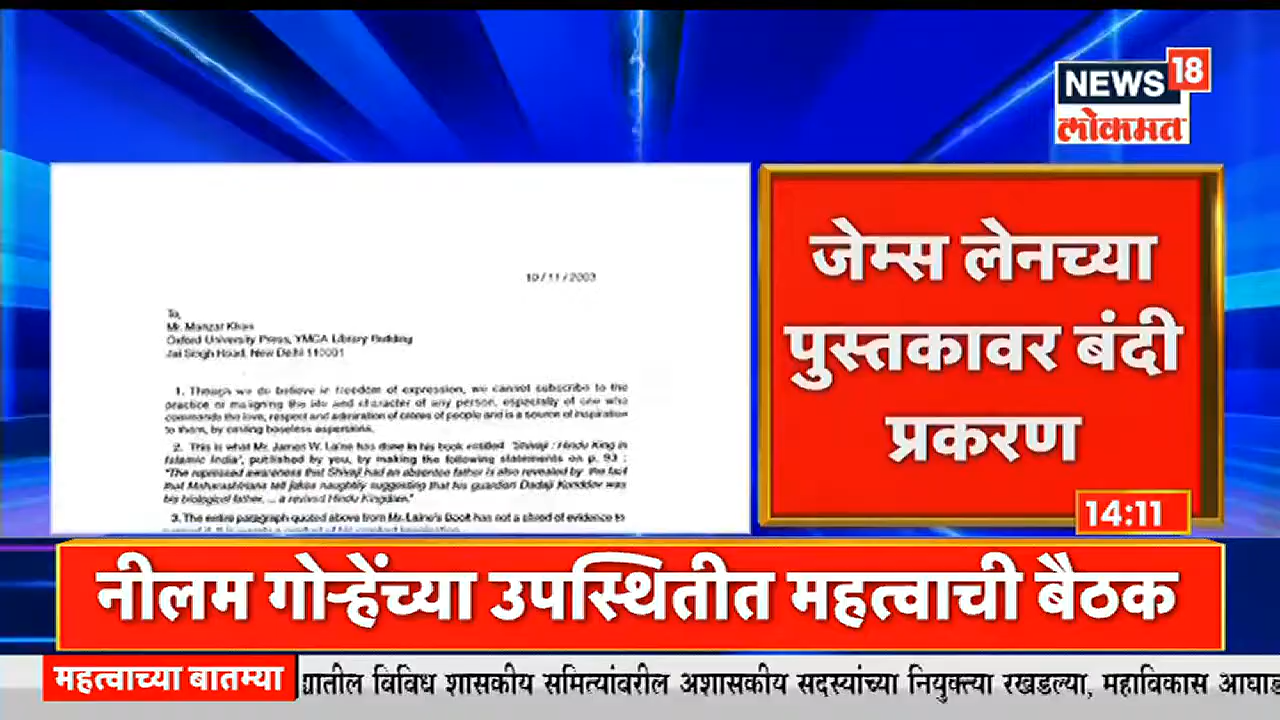 NEWS 18
लोकमत
10/11/2003
To,
Mr. Manzar Khan
Oxford University Press, YMCA Library Building
Jai Singh Road, New Delhi 110001
1. Though we do believe in freedom of expression, we cannot subscribe to the
practice of maligning the life and character of any person, especially of one who
commands the love, respect and admiration of crores of people and is a source of inspiration
to them, by casting baseless aspersions.
2. This is what Mr. James W. Laine has done in his book entitled "Shivaji : Hindu King in
Islamic India", published by you, by making the following statements on p. 93 :
"The repressed awareness that Shivaji had an absentee father is also revealed by the fact
that Maharashtrians tell jokes naughtily suggesting that his guardian Dadaji Konddev was
his biological father, ... a revived Hindu Kingdom."
3. The entire paragraph quoted above from Mr. Laine's Book has not a shred of evidence to
जेम्स लेनच्या
पुस्तकावर बंदी
प्रकरण
14:11
नीलम गोऱ्हेंच्या उपस्थितीत महत्वाची बैठक
महत्वाच्या बातम्या
द्यातील विविध शासकीय समित्यांवरील अशासकीय सदस्यांच्या नियुक्त्या रखडल्या, महाविकास आघाड